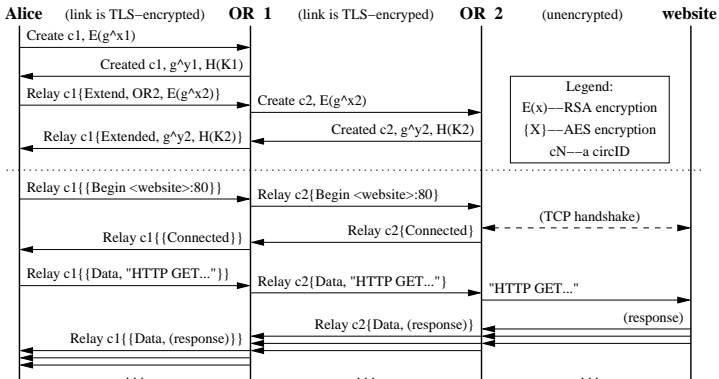 Alice (link is TLS−encrypted) OR 1 (link is TLS−encrypted) OR 2 (unencrypted) website
Create c1, E(g^x1)
Created c1, g^y1, H(K1)
Relay c1{Extend, OR2, E(g^x2)}
Create c2, E(g^x2)
Created c2, g^y2, H(K2)
Relay c1{Extended, g^y2, H(K2)}
Legend:
E(x)−−RSA encryption
{X}−−AES encryption
cN−−a circID
Relay c1{{Begin <website>:80}}
Relay c2{Begin <website>:80}
(TCP handshake)
Relay c2{Connected}
Relay c1{{Connected}}
Relay c1{{Data, "HTTP GET..."}}
Relay c2{Data, "HTTP GET..."}
"HTTP GET..."
(response)
Relay c2{Data, (response)}
Relay c1{{Data, (response)}}
. . . . . . . . .